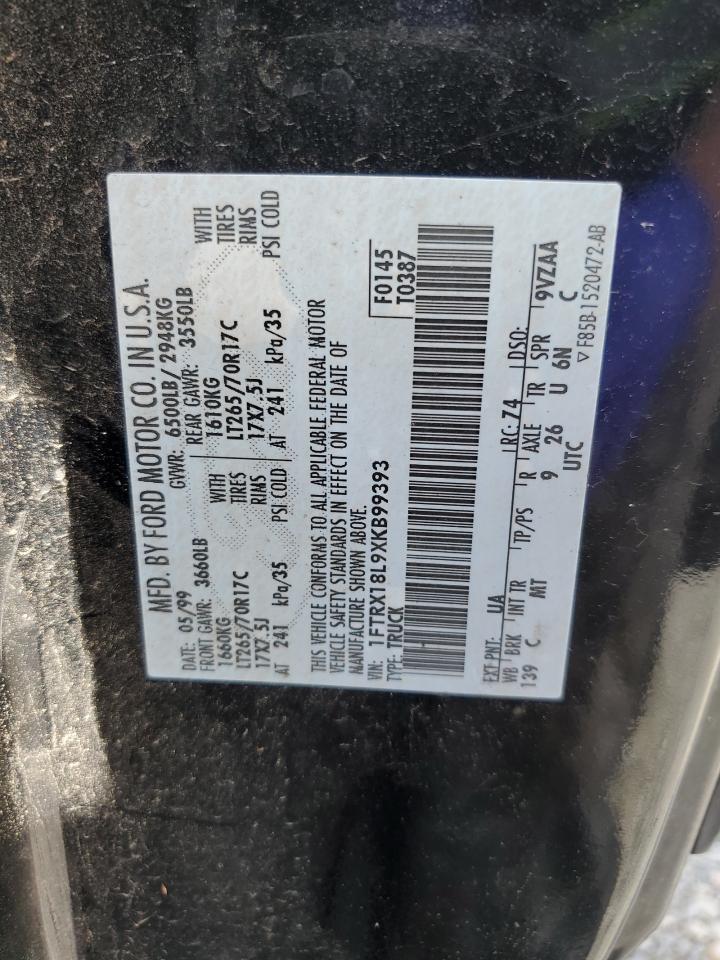 MFD. BY FORD MOTOR CO. IN U.S.A.
DATE: 05/99 GVWR: 6500LB/ 2948KG
FRONT GAWR: 3660LB REAR GAWR: 3550LB
1660KG WITH 1610KG WITH
LT265/70R17C TIRES LT265/70R17C TIRES
17X7.5J RIMS 17X7.5J RIMS
AT 241 kPa/35 PSI COLD AT 241 kPa/35 PSI COLD
THIS VEHICLE CONFORMS TO ALL APPLICABLE FEDERAL MOTOR
VEHICLE SAFETY STANDARDS IN EFFECT ON THE DATE OF
MANUFACTURE SHOWN ABOVE.
VIN: 1FTRX18L9XKB99393 F0145
TYPE: TRUCK T0387
EXT PNT: UA RC: 74 DSO:
WB BRK INT TR TP/PS R AXLE TR SPR 9VZAA
139 C MT 9 26 U 6N C
UTC
▽ F85B-1520472-AB